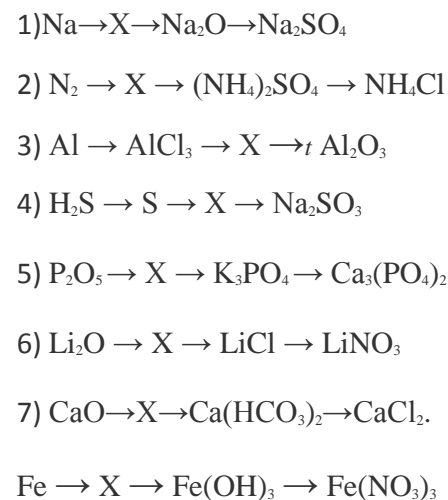 1)Na→X→Na₂O→Na₂SO₄
2) N₂ → X → (NH₄)₂SO₄ → NH₄Cl
3) Al → AlCl₃ → X →t Al₂O₃
4) H₂S → S → X → Na₂SO₃
5) P₂O₅→ X → K₃PO₄→ Ca₃(PO₄)₂
6) Li₂O → X → LiCl → LiNO₃
7) CaO→X→Ca(HCO₃)₂→CaCl₂.
Fe → X → Fe(OH)₃ → Fe(NO₃)₃